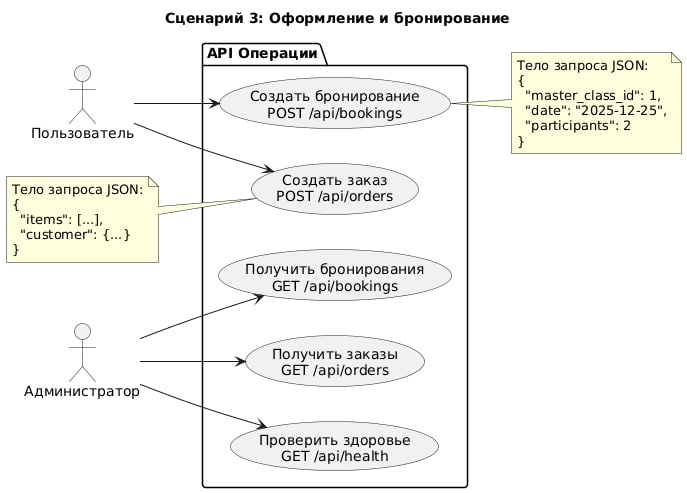 Сценарий 3: Оформление и бронирование
API Операции
Пользователь
Создать бронирование
POST /api/bookings
Тело запроса JSON:
{
"master_class_id": 1,
"date": "2025-12-25",
"participants": 2
}
Создать заказ
POST /api/orders
Тело запроса JSON:
{
"items": [...],
"customer": {...}
}
Получить бронирования
GET /api/bookings
Администратор
Получить заказы
GET /api/orders
Проверить здоровье
GET /api/health